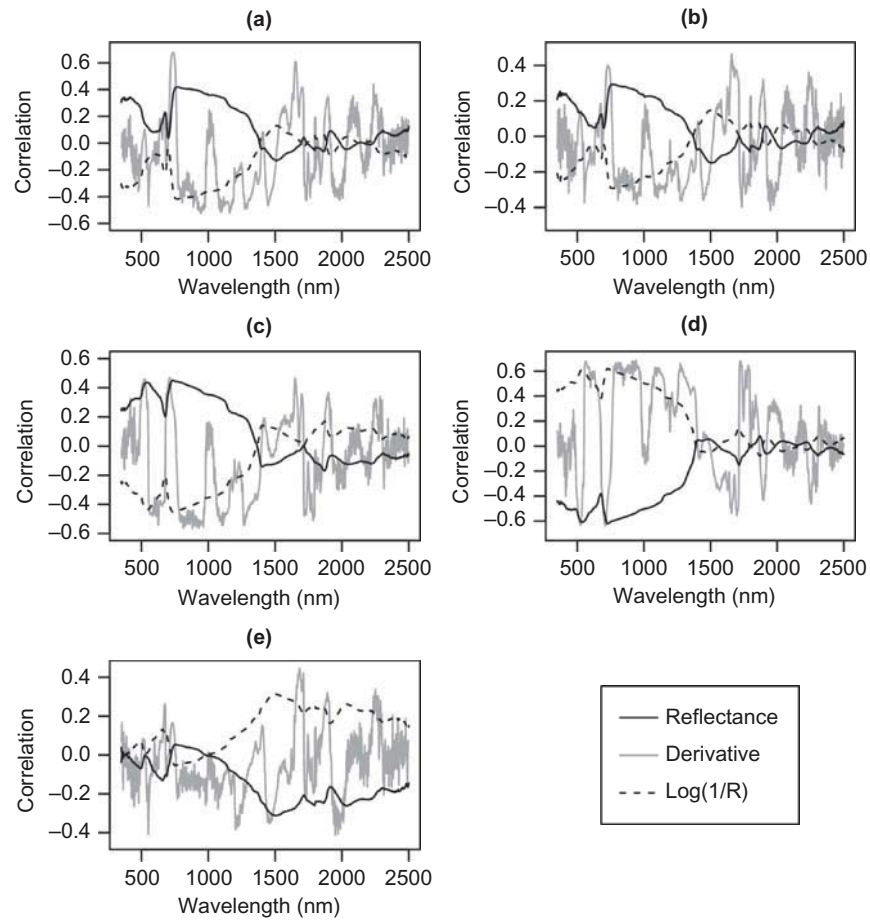 (a)
Correlation
0.6
0.4
0.2
0.0
–0.2
–0.4
–0.6
500 1000 1500 2000 2500
Wavelength (nm)
(b)
Correlation
0.4
0.2
0.0
–0.2
–0.4
500 1000 1500 2000 2500
Wavelength (nm)
(c)
Correlation
0.6
0.4
0.2
0.0
–0.2
–0.4
–0.6
500 1000 1500 2000 2500
Wavelength (nm)
(d)
Correlation
0.6
0.4
0.2
0.0
–0.2
–0.4
–0.6
500 1000 1500 2000 2500
Wavelength (nm)
(e)
Correlation
0.4
0.2
0.0
–0.2
–0.4
500 1000 1500 2000 2500
Wavelength (nm)
Reflectance
Derivative
Log(1/R)